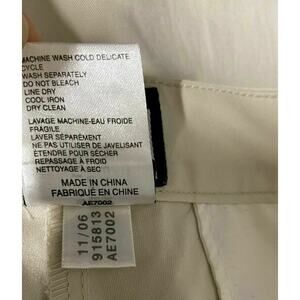 MACHINE WASH COLD DELICATE
CYCLE
WASH SEPARATELY
DO NOT BLEACH
LINE DRY
COOL IRON
DRY CLEAN
LAVAGE MACHINE-EAU FROIDE
FRAGILE
LAVER SÉPARÉMENT
NE PAS UTILISER DE JAVELISANT
ÉTENDRE POUR SÉCHER
REPASSAGE À FROID
NETTOYAGE À SEC
MADE IN CHINA
FABRIQUÉ EN CHINE
AE7002
11/06
915813
AE7002